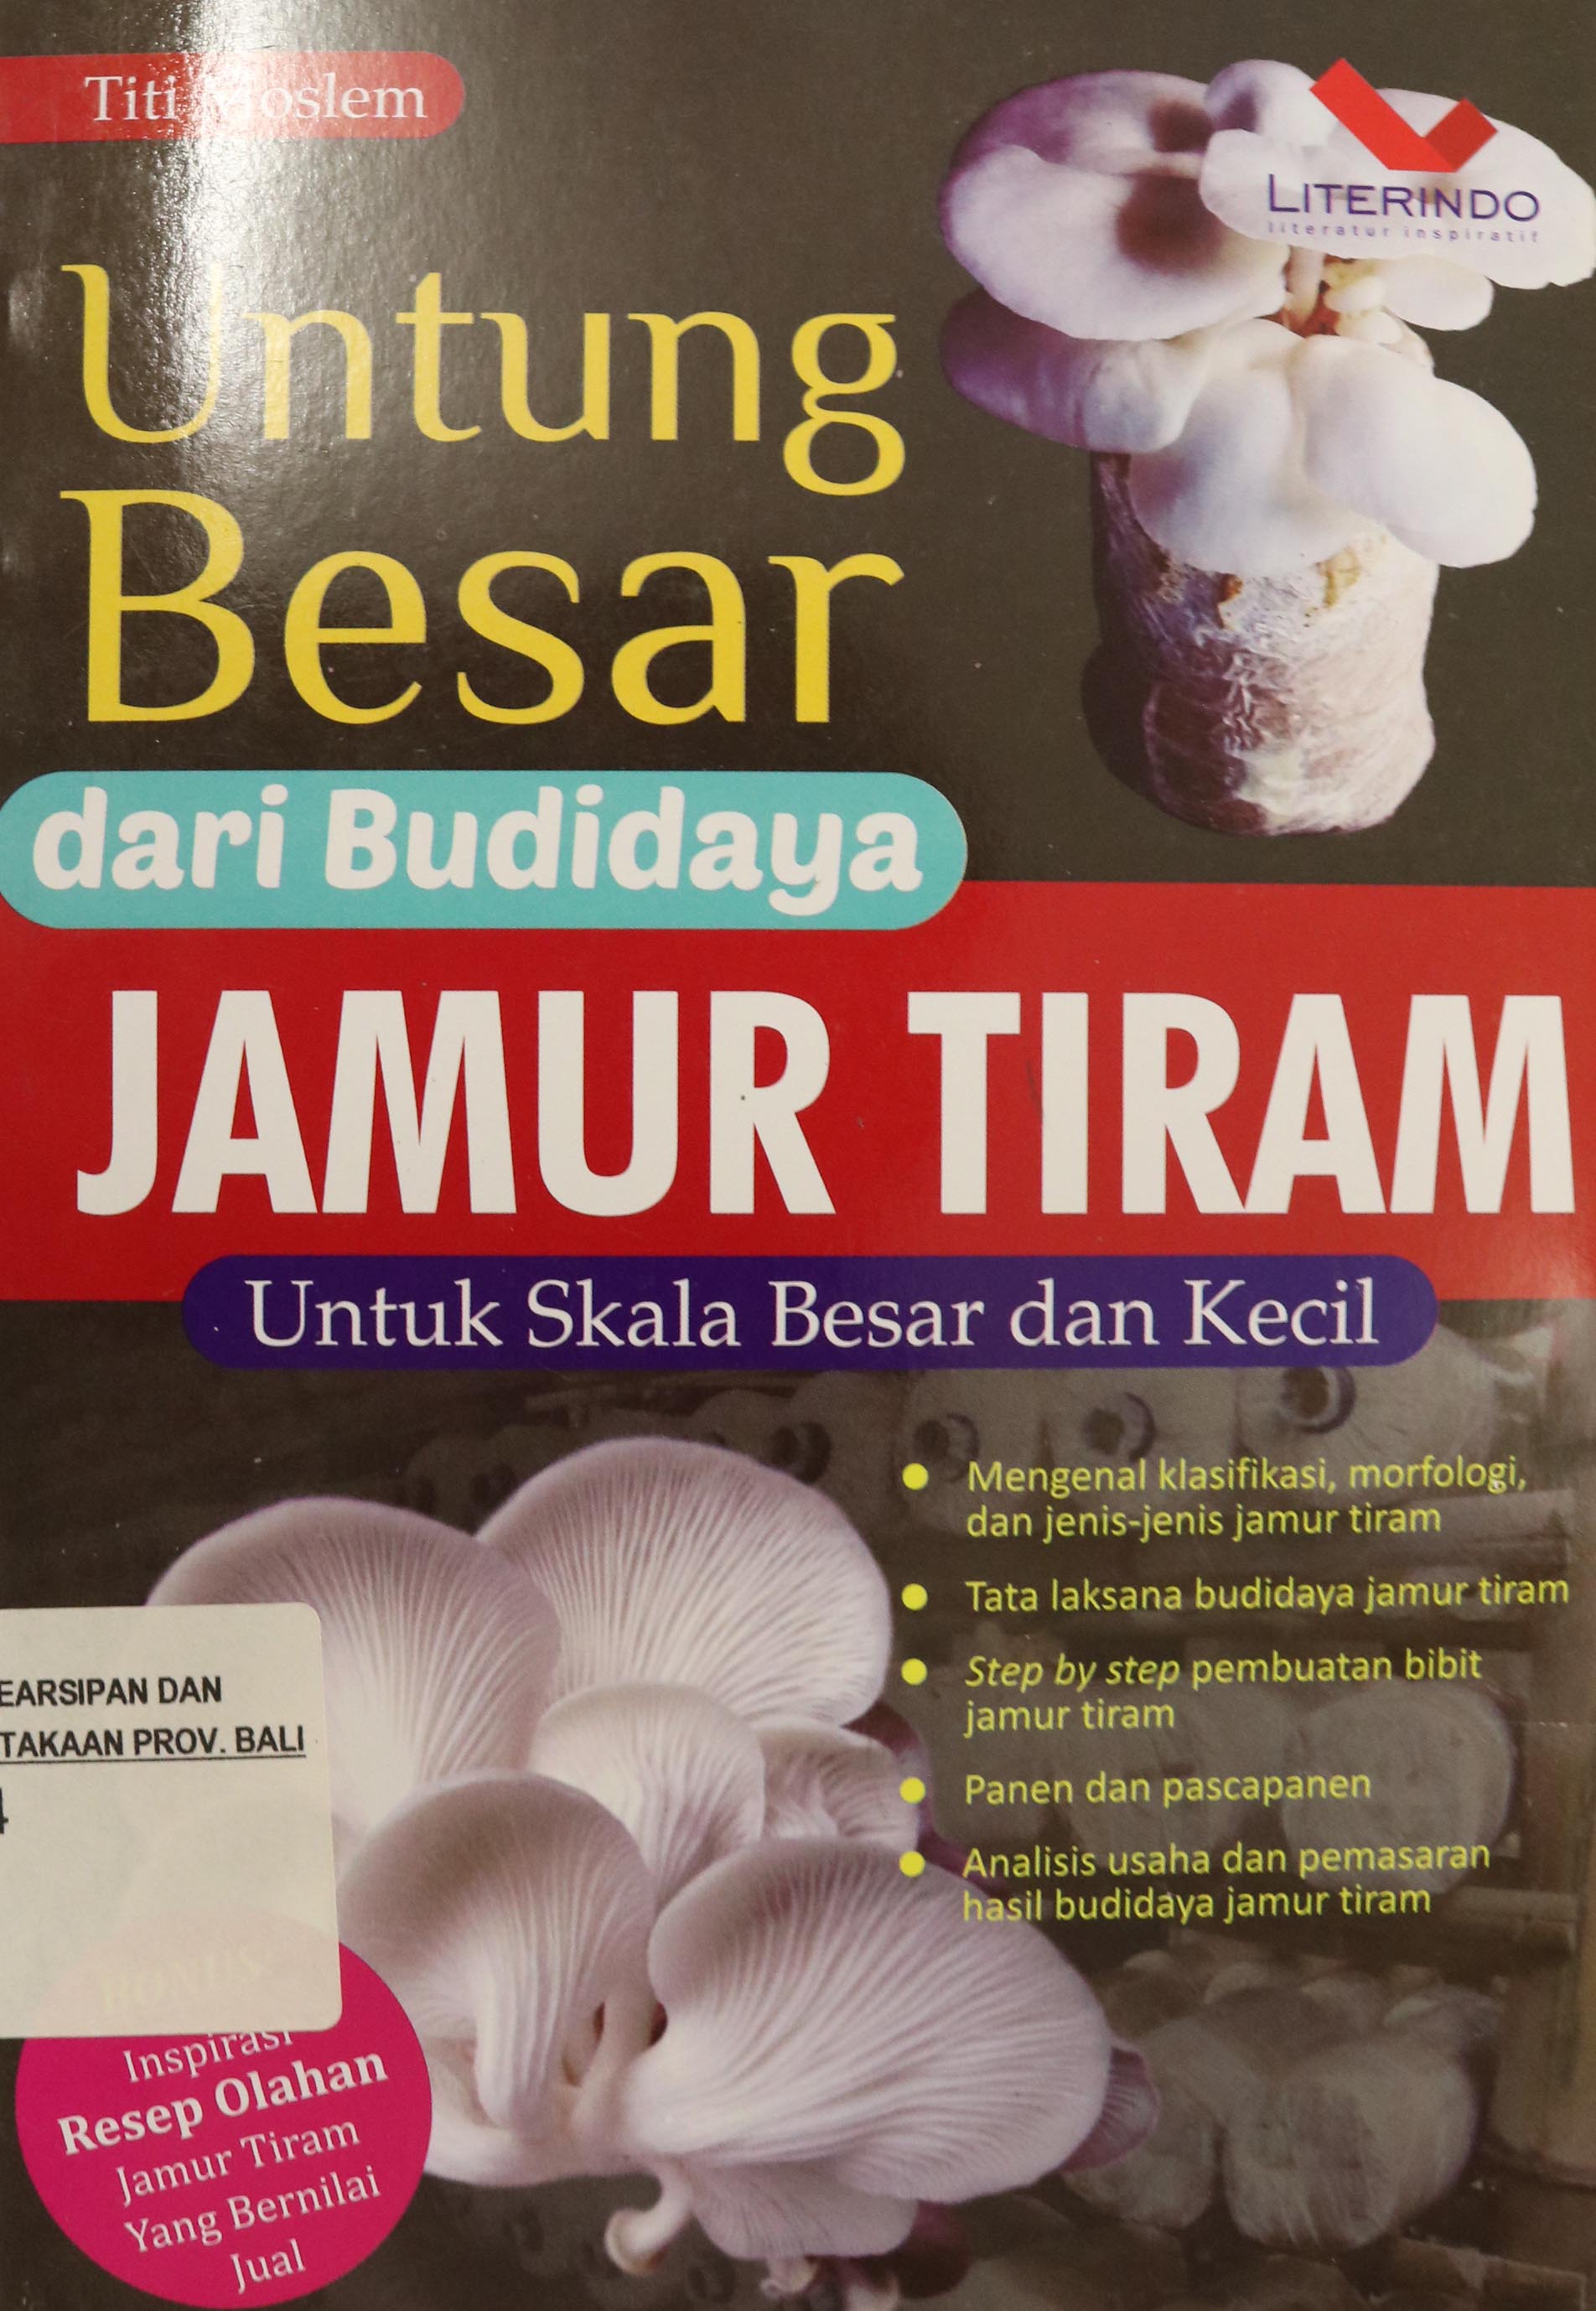 Titi Moslem
LITERINDO
literatur inspiratif
Untung
Besar
dari Budidaya
JAMUR TIRAM
Untuk Skala Besar dan Kecil
Mengenal klasifikasi, morfologi,
dan jenis-jenis jamur tiram
Tata laksana budidaya jamur tiram
Step by step pembuatan bibit
jamur tiram
Panen dan pascapanen
Analisis usaha dan pemasaran
hasil budidaya jamur tiram
EARSIPAN DAN
TAKAAN PROV. BALI
4
BONUS
Inspirasi
Resep Olahan
Jamur Tiram
Yang Bernilai
Jual